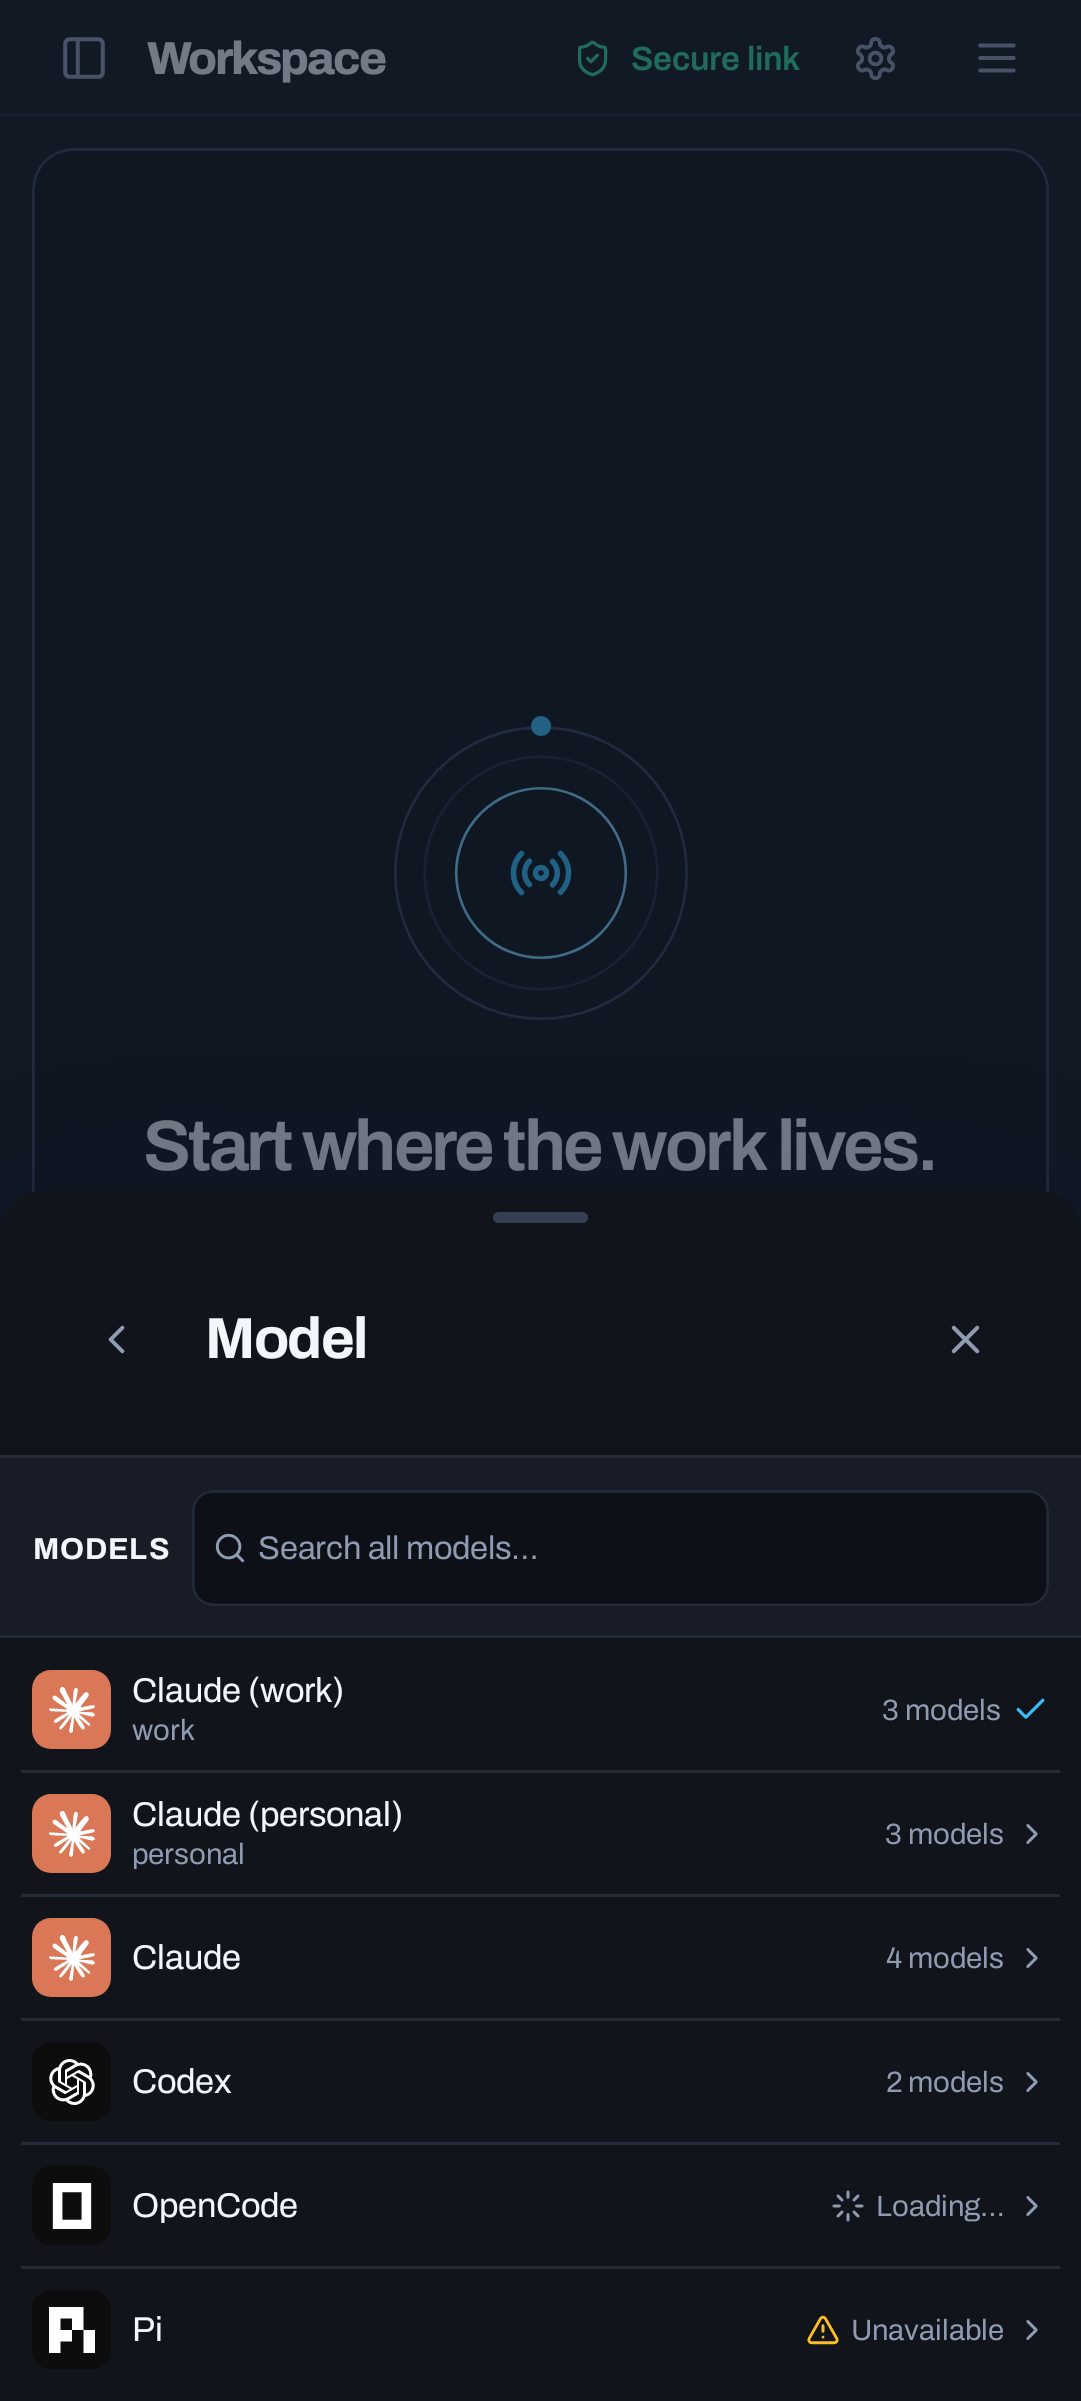 Workspace
Secure link
Start where the work lives.
Model
MODELS
Search all models...
Claude (work)
work
3 models
Claude (personal)
personal
3 models
Claude
4 models
Codex
2 models
OpenCode
Loading...
Pi
Unavailable